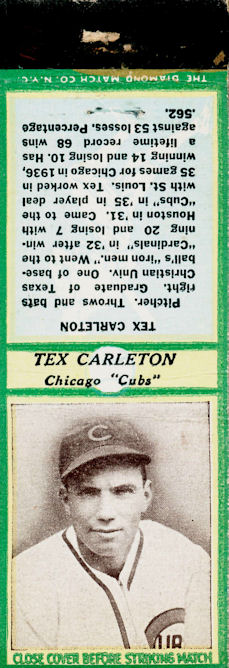 THE DIAMOND MATCH CO. N.Y.C.
TEX CARLETON
Pitcher. Throws and bats
right. Graduate of Texas
Christian Univ. One of base-
ball's "iron men." Went to the
"Cardinals" in '32 after win-
ning 20 and losing 7 with
Houston in '31. Came to the
"Cubs" in '35 in player deal
with St. Louis. Tex worked in
35 games for Chicago in 1936,
winning 14 and losing 10. Has
a lifetime record 68 wins
against 53 losses. Percentage
.562.
TEX CARLETON
Chicago "Cubs"
C
CUB
CLOSE COVER BEFORE STRIKING MATCH